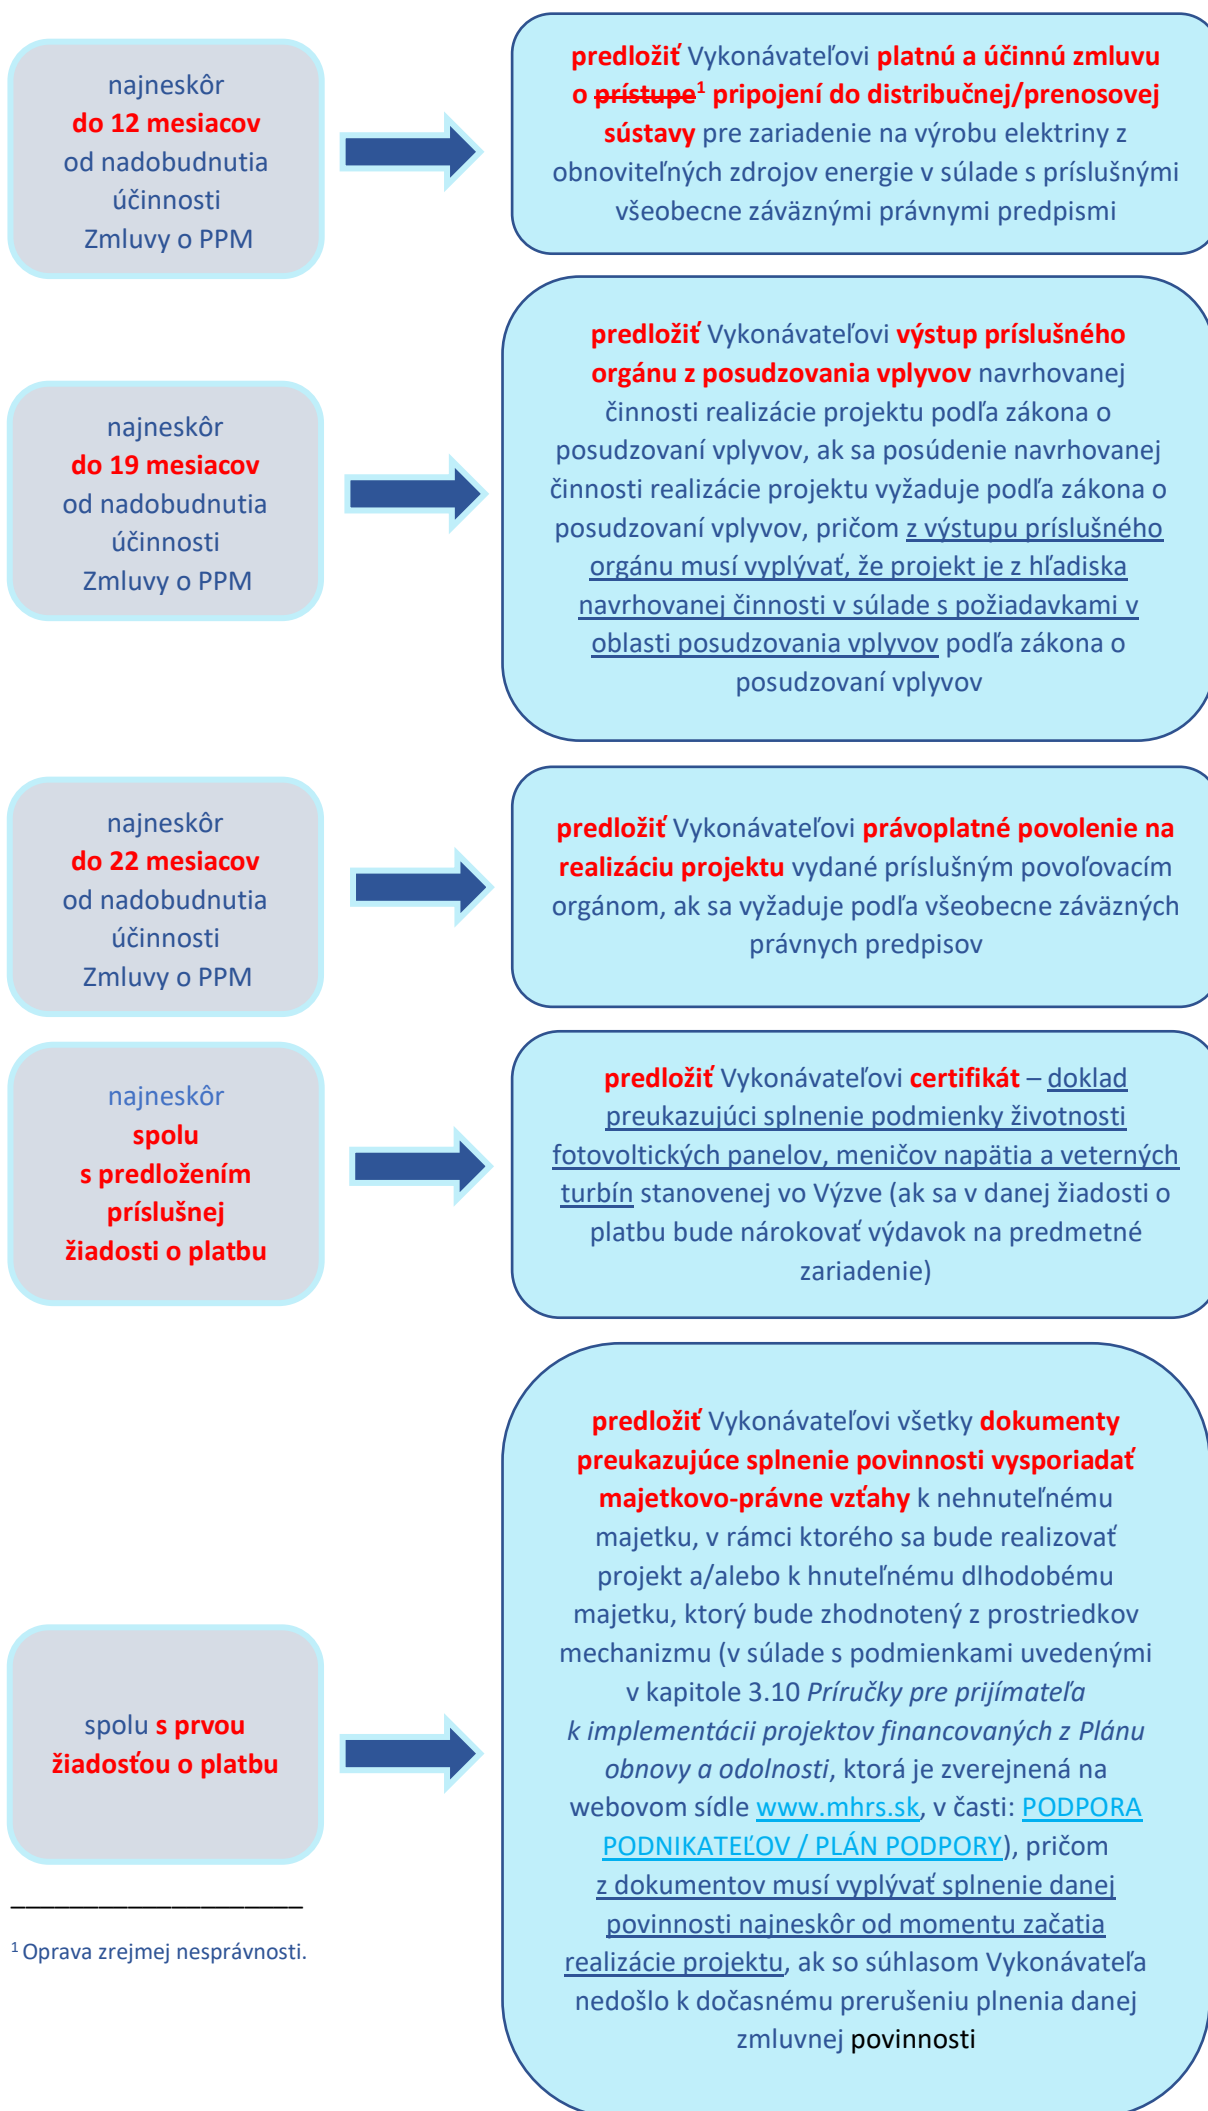 najneskôr
do 12 mesiacov
od nadobudnutia
účinnosti
Zmluvy o PPM
predložiť Vykonávateľovi platnú a účinnú zmluvu
o prístupe¹ pripojení do distribučnej/prenosovej
sústavy pre zariadenie na výrobu elektriny z
obnoviteľných zdrojov energie v súlade s príslušnými
všeobecne záväznými právnymi predpismi
najneskôr
do 19 mesiacov
od nadobudnutia
účinnosti
Zmluvy o PPM
predložiť Vykonávateľovi výstup príslušného
orgánu z posudzovania vplyvov navrhovanej
činnosti realizácie projektu podľa zákona o
posudzovaní vplyvov, ak sa posúdenie navrhovanej
činnosti realizácie projektu vyžaduje podľa zákona o
posudzovaní vplyvov, pričom z výstupu príslušného
orgánu musí vyplývať, že projekt je z hľadiska
navrhovanej činnosti v súlade s požiadavkami v
oblasti posudzovania vplyvov podľa zákona o
posudzovaní vplyvov
najneskôr
do 22 mesiacov
od nadobudnutia
účinnosti
Zmluvy o PPM
predložiť Vykonávateľovi právoplatné povolenie na
realizáciu projektu vydané príslušným povoľovacím
orgánom, ak sa vyžaduje podľa všeobecne záväzných
právnych predpisov
najneskôr
spolu
s predložením
príslušnej
žiadosti o platbu
predložiť Vykonávateľovi certifikát – doklad
preukazujúci splnenie podmienky životnosti
fotovoltických panelov, meničov napätia a veterných
turbín stanovenej vo Výzve (ak sa v danej žiadosti o
platbu bude nárokovať výdavok na predmetné
zariadenie)
spolu s prvou
žiadosťou o platbu
predložiť Vykonávateľovi všetky dokumenty
preukazujúce splnenie povinnosti vysporiadať
majetkovo-právne vzťahy k nehnuteľnému
majetku, v rámci ktorého sa bude realizovať
projekt a/alebo k hnuteľnému dlhodobému
majetku, ktorý bude zhodnotený z prostriedkov
mechanizmu (v súlade s podmienkami uvedenými
v kapitole 3.10 Príručky pre prijímateľa
k implementácii projektov financovaných z Plánu
obnovy a odolnosti, ktorá je zverejnená na
webovom sídle www.mhrs.sk, v časti: PODPORA
PODNIKATEĽOV / PLÁN PODPORY), pričom
z dokumentov musí vyplývať splnenie danej
povinnosti najneskôr od momentu začatia
realizácie projektu, ak so súhlasom Vykonávateľa
nedošlo k dočasnému prerušeniu plnenia danej
zmluvnej povinnosti
¹ Oprava zrejmej nesprávnosti.